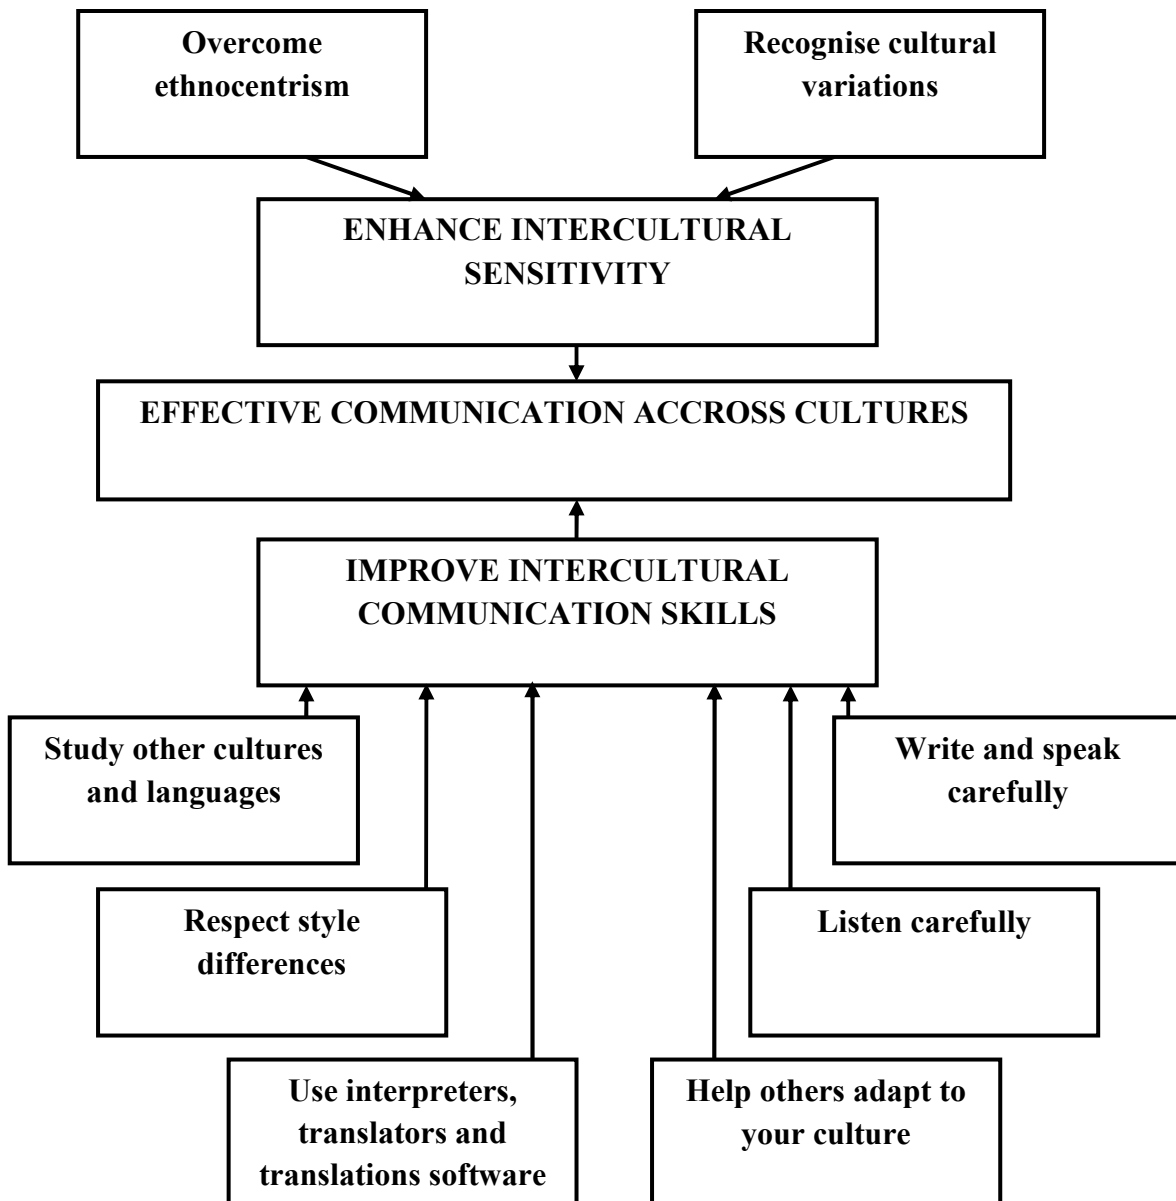 Overcome
ethnocentrism
Recognise cultural
variations
ENHANCE INTERCULTURAL
SENSITIVITY
EFFECTIVE COMMUNICATION ACCROSS CULTURES
IMPROVE INTERCULTURAL
COMMUNICATION SKILLS
Study other cultures
and languages
Write and speak
carefully
Respect style
differences
Listen carefully
Use interpreters,
translators and
translations software
Help others adapt to
your culture